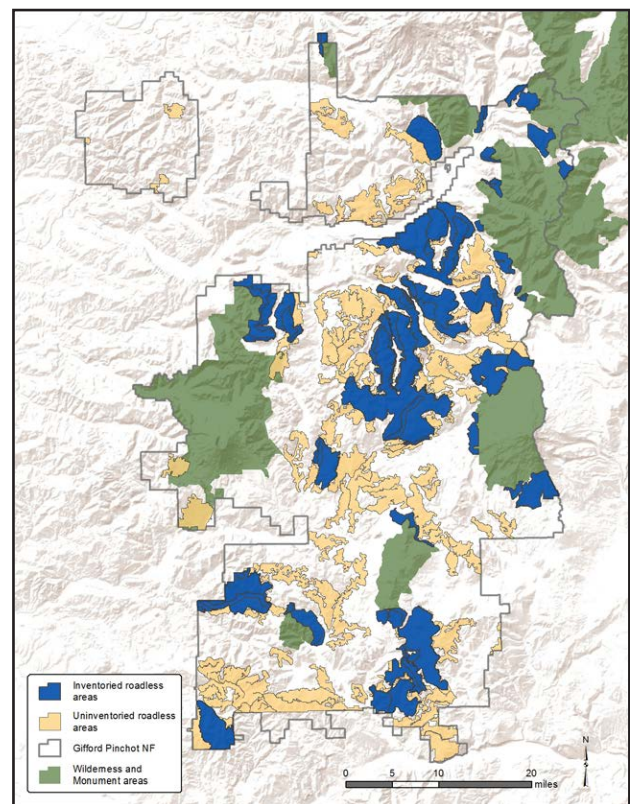 Inventoried roadless
areas
Uninventoried roadless
areas
Gifford Pinchot NF
Wilderness and
Monument areas
N
0 5 10 20
miles